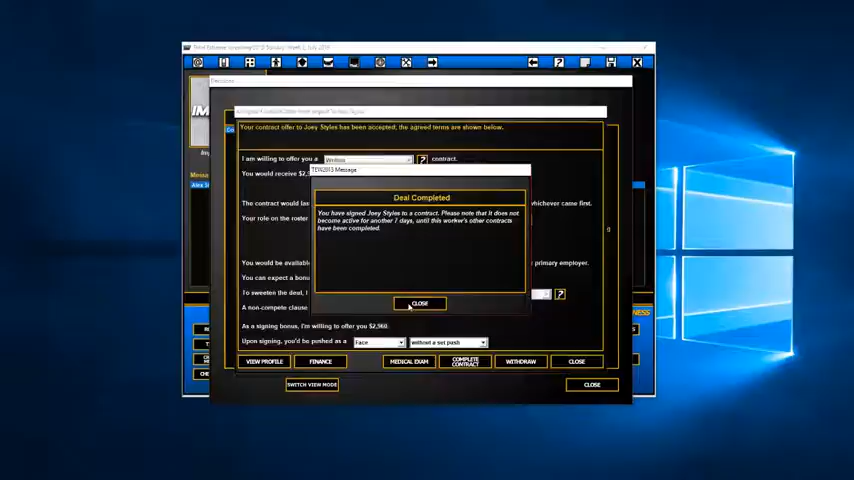 IM
Your contract offer to Joey Styles has been accepted, the agreed terms are shown below.
I am willing to offer you a Written ? contract.
You would receive $2,
TEW2013 Message
Deal Completed
You have signed Joey Styles to a contract. Please note that it does not
become active for another 7 days, until this worker's other contracts
have been completed.
CLOSE
The contract would las
whichever came first.
Your role on the roster
You would be available
primary employer.
You can expect a bonu
To sweeten the deal, I
?
A non-compete clause
As a signing bonus, I'm willing to offer you $2,560.
Upon signing, you'd be pushed as a Face without a set push
VIEW PROFILE
FINANCE
MEDICAL EXAM
COMPLETE
CONTRACT
WITHDRAW
CLOSE
SWITCH VIEW MODE
CLOSE